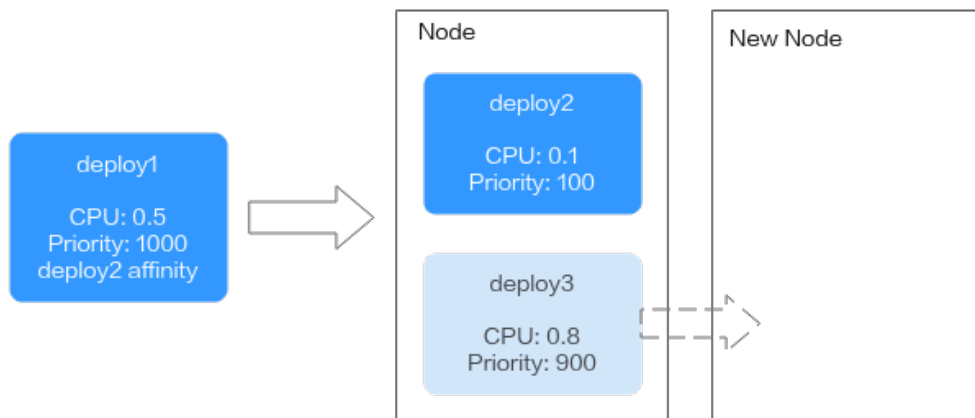 Node
New Node
deploy2
CPU: 0.1
Priority: 100
deploy1
CPU: 0.5
Priority: 1000
deploy2 affinity
deploy3
CPU: 0.8
Priority: 900